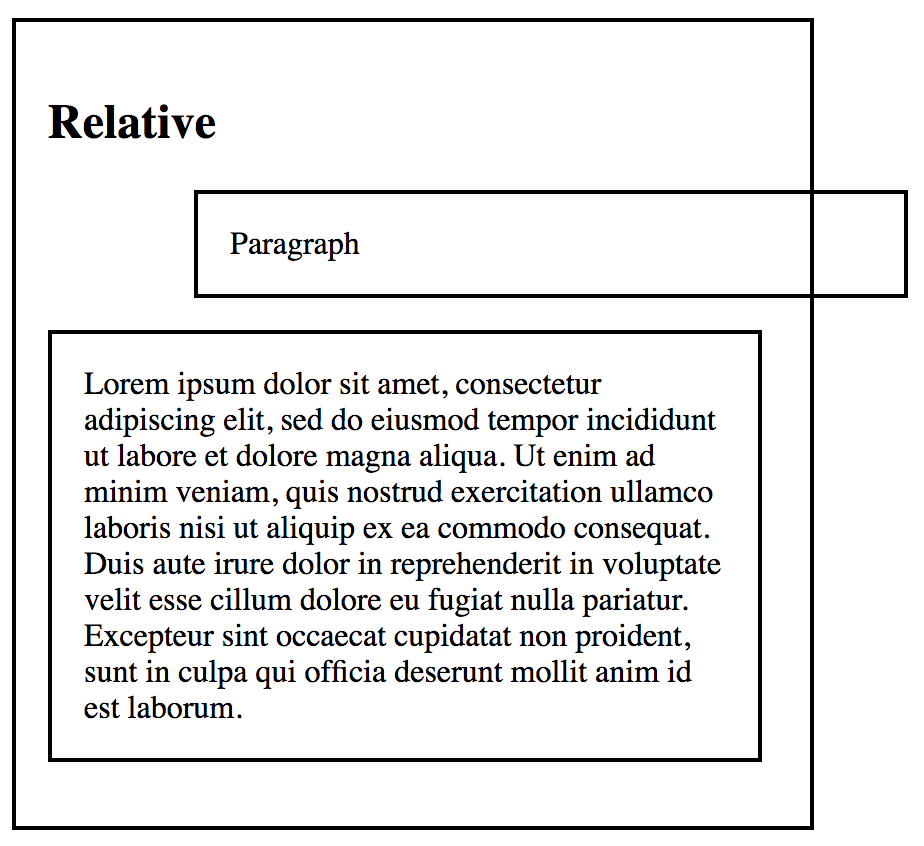 Relative
Paragraph
Lorem ipsum dolor sit amet, consectetur
adipiscing elit, sed do eiusmod tempor incididunt
ut labore et dolore magna aliqua. Ut enim ad
minim veniam, quis nostrud exercitation ullamco
laboris nisi ut aliquip ex ea commodo consequat.
Duis aute irure dolor in reprehenderit in voluptate
velit esse cillum dolore eu fugiat nulla pariatur.
Excepteur sint occaecat cupidatat non proident,
sunt in culpa qui officia deserunt mollit anim id
est laborum.